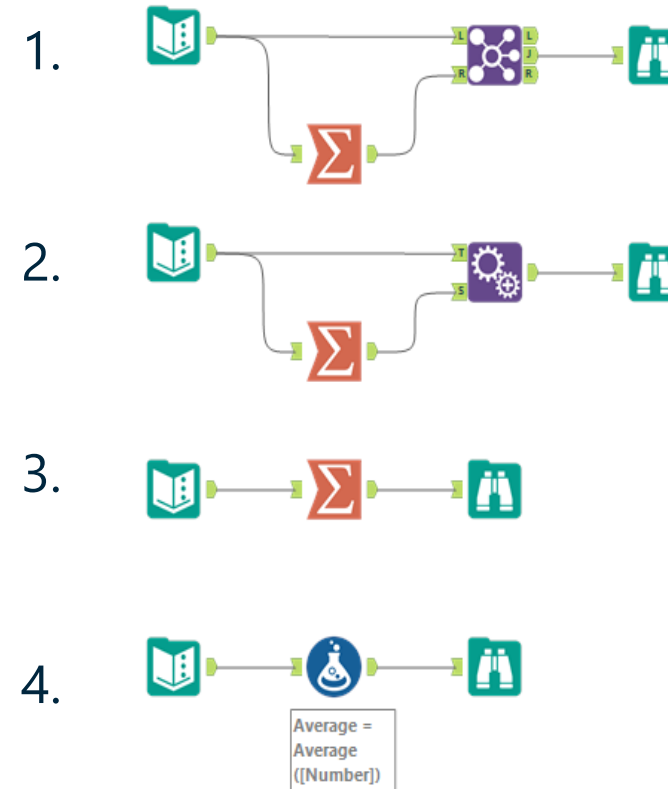 1.
L
R
L
J
R
2.
T
S
3.
4.
Average =
Average
([Number])